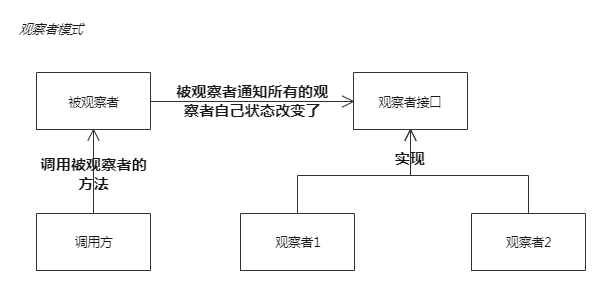 观察者模式
被观察者
被观察者通知所有的观
察者自己状态改变了
观察者接口
调用被观察者的
方法
实现
调用方
观察者1
观察者2